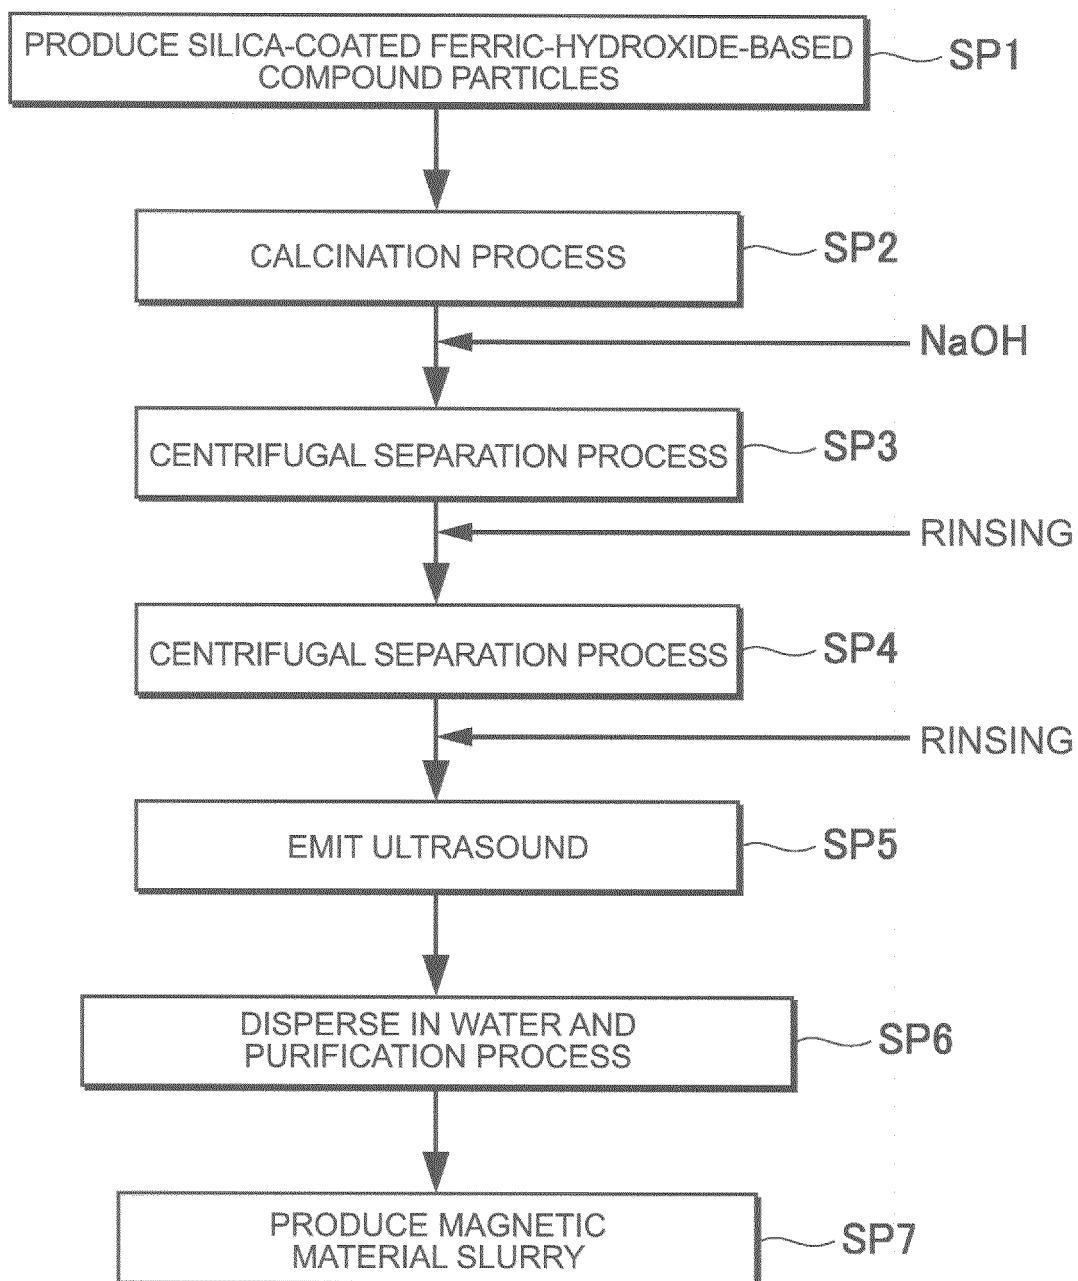 PRODUCE SILICA-COATED FERRIC-HYDROXIDE-BASED
COMPOUND PARTICLES
SP1
CALCINATION PROCESS
SP2
NaOH
CENTRIFUGAL SEPARATION PROCESS
SP3
RINSING
CENTRIFUGAL SEPARATION PROCESS
SP4
RINSING
EMIT ULTRASOUND
SP5
DISPERSE IN WATER AND
PURIFICATION PROCESS
SP6
PRODUCE MAGNETIC
MATERIAL SLURRY
SP7